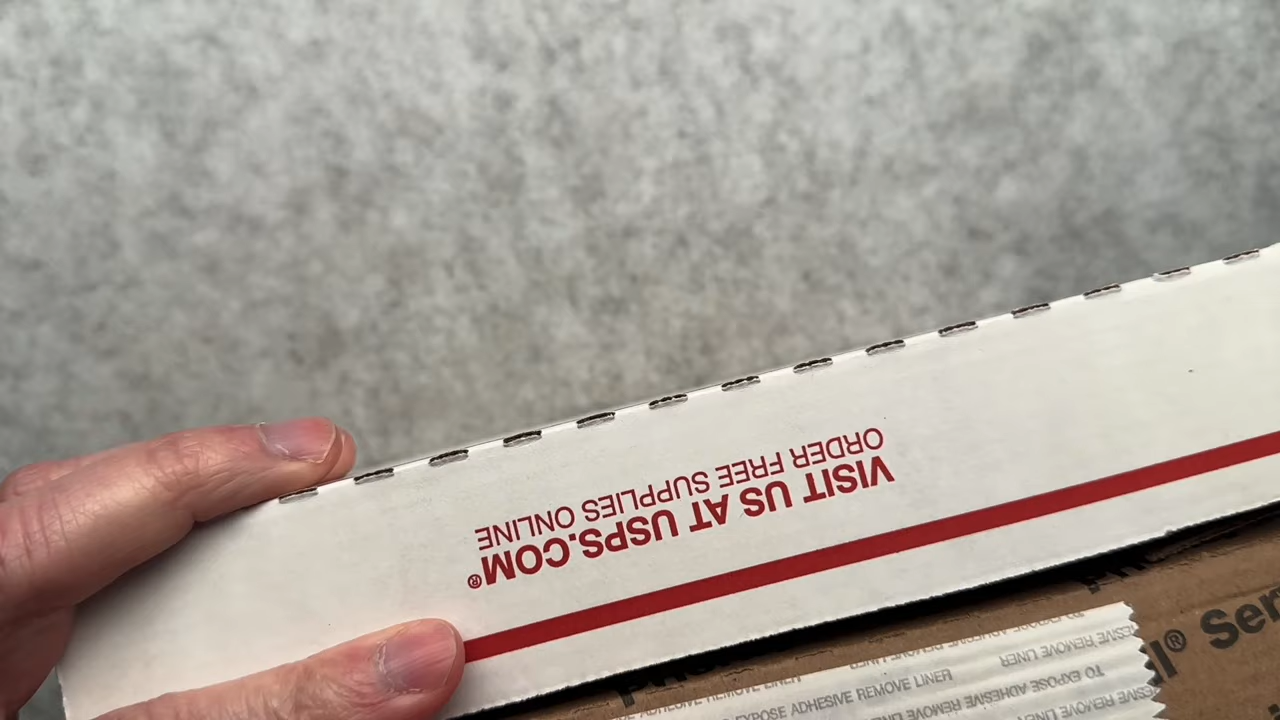 VISIT US AT USPS.COM®
ORDER FREE SUPPLIES ONLINE
TO EXPOSE ADHESIVE REMOVE LINER
EXPOSE ADHESIVE REMOVE LINER
ADHESIVE REMOVE LINER